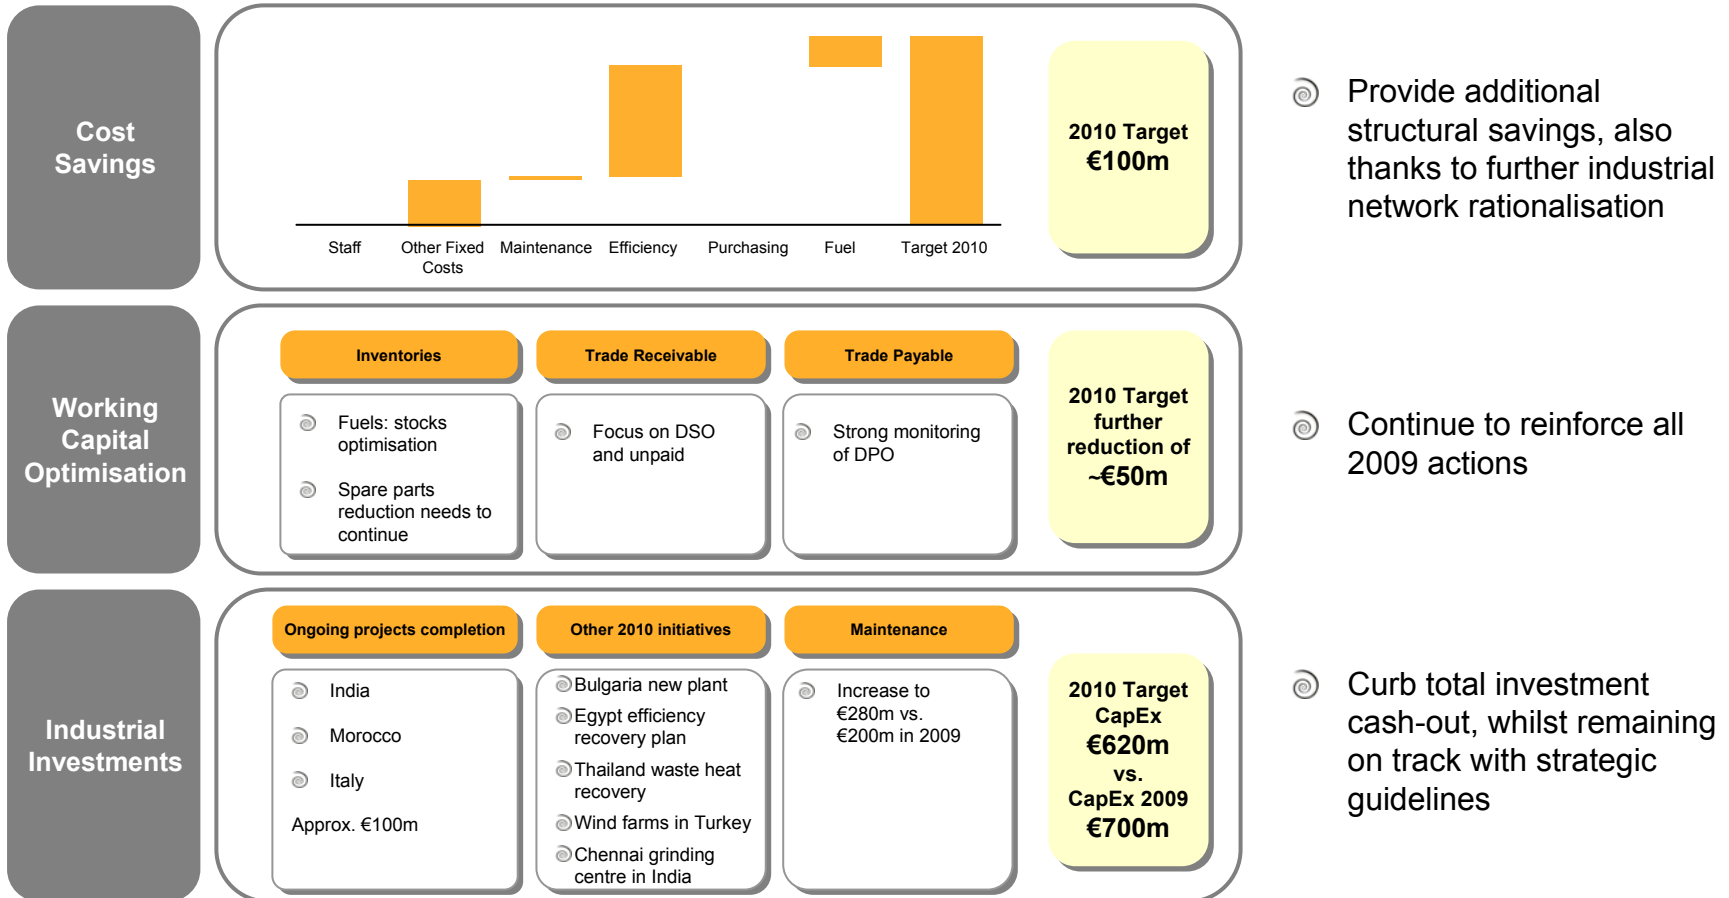 Cost
Savings
Staff
Other Fixed
Costs
Maintenance
Efficiency
Purchasing
Fuel
Target 2010
2010 Target
€100m
Provide additional
structural savings, also
thanks to further industrial
network rationalisation
Working
Capital
Optimisation
Inventories
Fuels: stocks
optimisation
Spare parts
reduction needs to
continue
Trade Receivable
Focus on DSO
and unpaid
Trade Payable
Strong monitoring
of DPO
2010 Target
further
reduction of
~€50m
Continue to reinforce all
2009 actions
Industrial
Investments
Ongoing projects completion
India
Morocco
Italy
Approx. €100m
Other 2010 initiatives
Bulgaria new plant
Egypt efficiency
recovery plan
Thailand waste heat
recovery
Wind farms in Turkey
Chennai grinding
centre in India
Maintenance
Increase to
€280m vs.
€200m in 2009
2010 Target
CapEx
€620m
vs.
CapEx 2009
€700m
Curb total investment
cash-out, whilst remaining
on track with strategic
guidelines